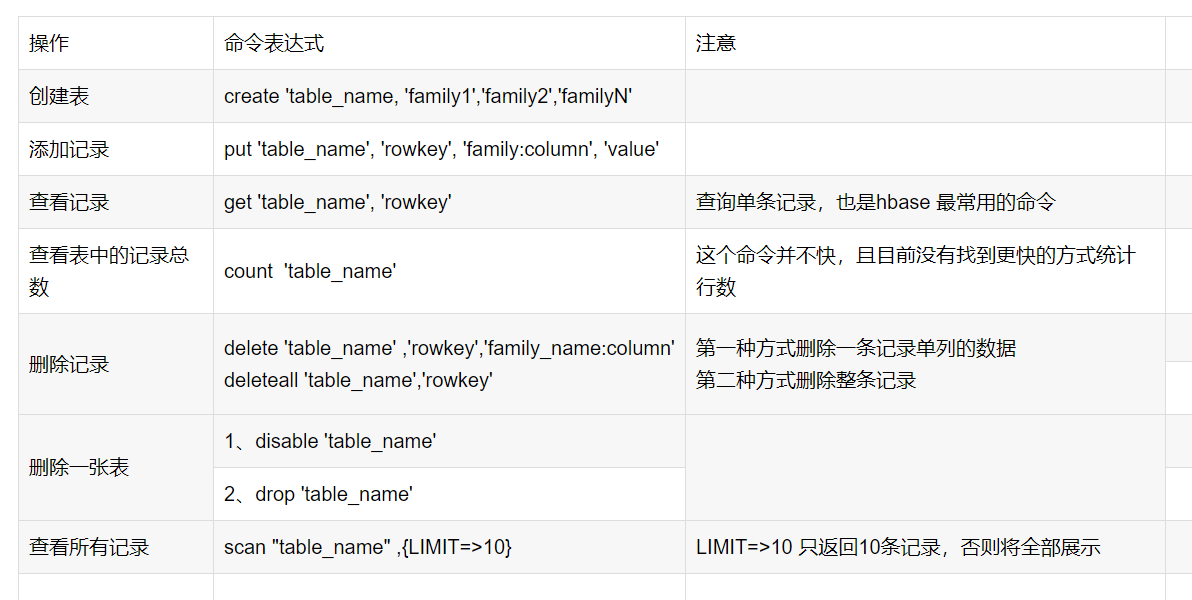 操作 命令表达式 注意
创建表 create 'table_name, 'family1','family2','familyN'
添加记录 put 'table_name', 'rowkey', 'family:column', 'value'
查看记录 get 'table_name', 'rowkey' 查询单条记录，也是hbase 最常用的命令
查看表中的记录总
数
count  'table_name'
这个命令并不快，且目前没有找到更快的方式统计
行数
删除记录
delete 'table_name' ,'rowkey','family_name:column'
deleteall 'table_name','rowkey'
第一种方式删除一条记录单列的数据
第二种方式删除整条记录
删除一张表
1、disable 'table_name'
2、drop 'table_name'
查看所有记录 scan "table_name" ,{LIMIT=>10} LIMIT=>10 只返回10条记录，否则将全部展示